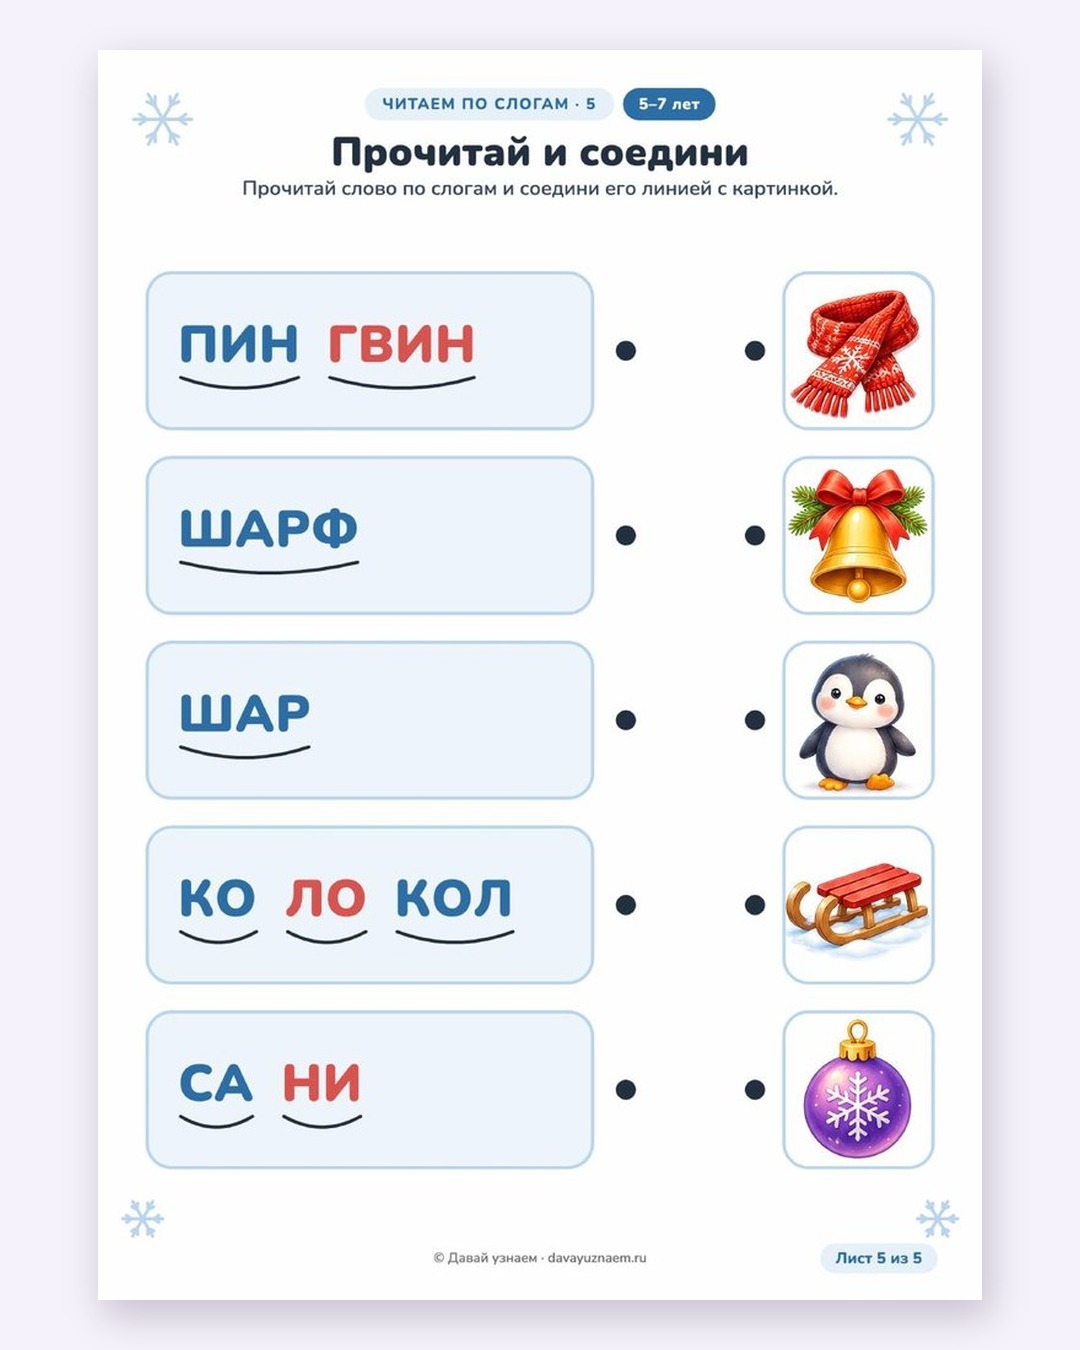 ЧИТАЕМ ПО СЛОГАМ · 5 5–7 лет
Прочитай и соедини
Прочитай слово по слогам и соедини его линией с картинкой.
ПИН ГВИН
ШАРФ
ШАР
КО ЛО КОЛ
СА НИ
© Давай узнаем · davayuznaem.ru
Лист 5 из 5